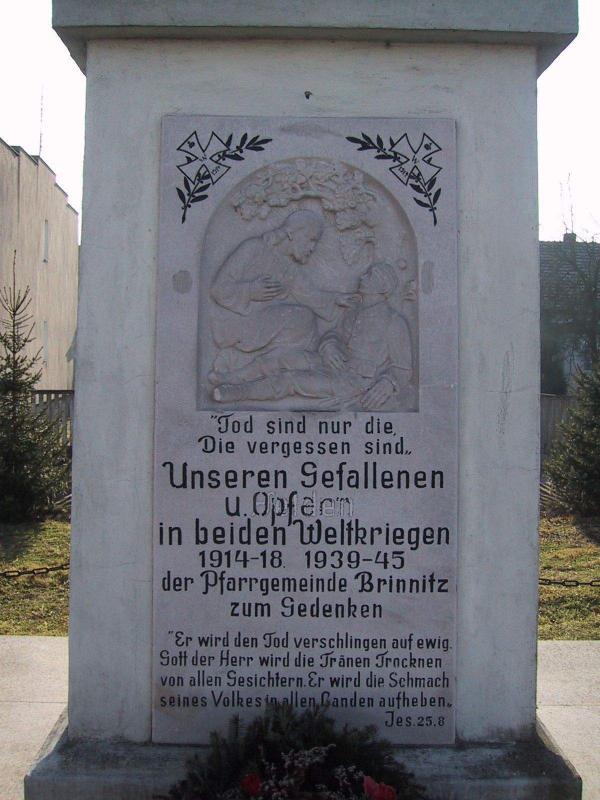 "Tod sind nur die,
Die vergessen sind„
Unseren Gefallenen
u. Opfern
in beiden Weltkriegen
1914-18. 1939-45
der Pfarrgemeinde Brinnitz
zum Gedenken
"Er wird den Tod verschlingen auf ewig.
Gott der Herr wird die Tränen Trocknen
von allen Gesichtern. Er wird die Schmach
seines Volkes in allen Landen aufheben„
Jes. 25.8